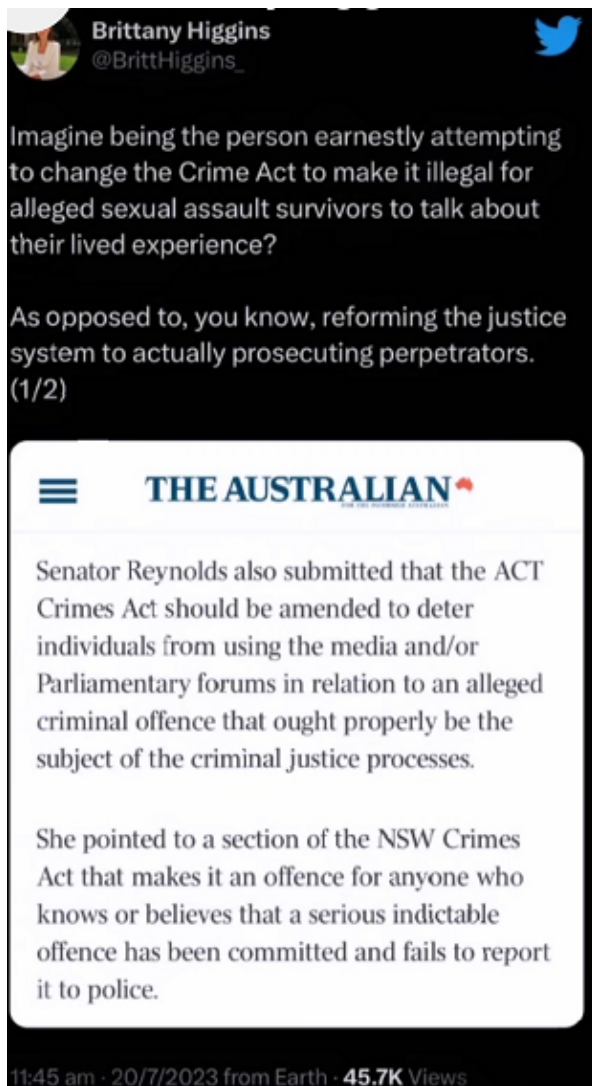 Brittany Higgins
@BrittHiggins_
Imagine being the person earnestly attempting
to change the Crime Act to make it illegal for
alleged sexual assault survivors to talk about
their lived experience?
As opposed to, you know, reforming the justice
system to actually prosecuting perpetrators.
(1/2)
THE AUSTRALIAN
FOR THE INFORMED AUSTRALIAN
Senator Reynolds also submitted that the ACT
Crimes Act should be amended to deter
individuals from using the media and/or
Parliamentary forums in relation to an alleged
criminal offence that ought properly be the
subject of the criminal justice processes.
She pointed to a section of the NSW Crimes
Act that makes it an offence for anyone who
knows or believes that a serious indictable
offence has been committed and fails to report
it to police.
11:45 am · 20/7/2023 from Earth · 45.7K Views